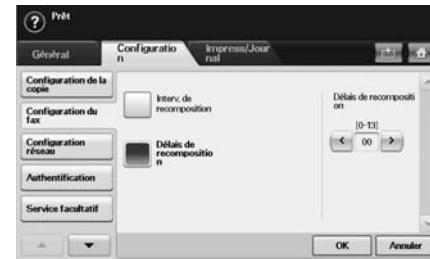 ? Prêt
Général
Configuratio
n
Impress/Jour
nal
Configuration de la
copie
Configuration du
fax
Configuration
réseau
Authentification
Service facultatif
Interv. de
recomposition
Délais de
recompositio
n
Délais de recompositi
on
[0-13]
< 00 >
OK
Annuler